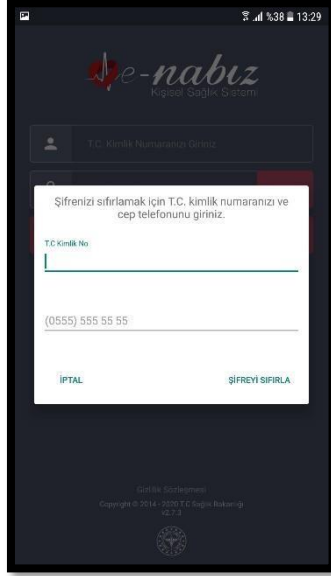 %38 13:29
e-nabız
Kişisel Sağlık Sistemi
T.C. Kimlik Numaranızı Giriniz
Şifrenizi sıfırlamak için T.C. kimlik numaranızı ve
cep telefonunu giriniz.
T.C Kimlik No
(0555) 555 55 55
İPTAL ŞİFREYİ SIFIRLA
Gizlilik Sözleşmesi
Copyright © 2014 - 2020 T.C Sağlık Bakanlığı
v2.7.3